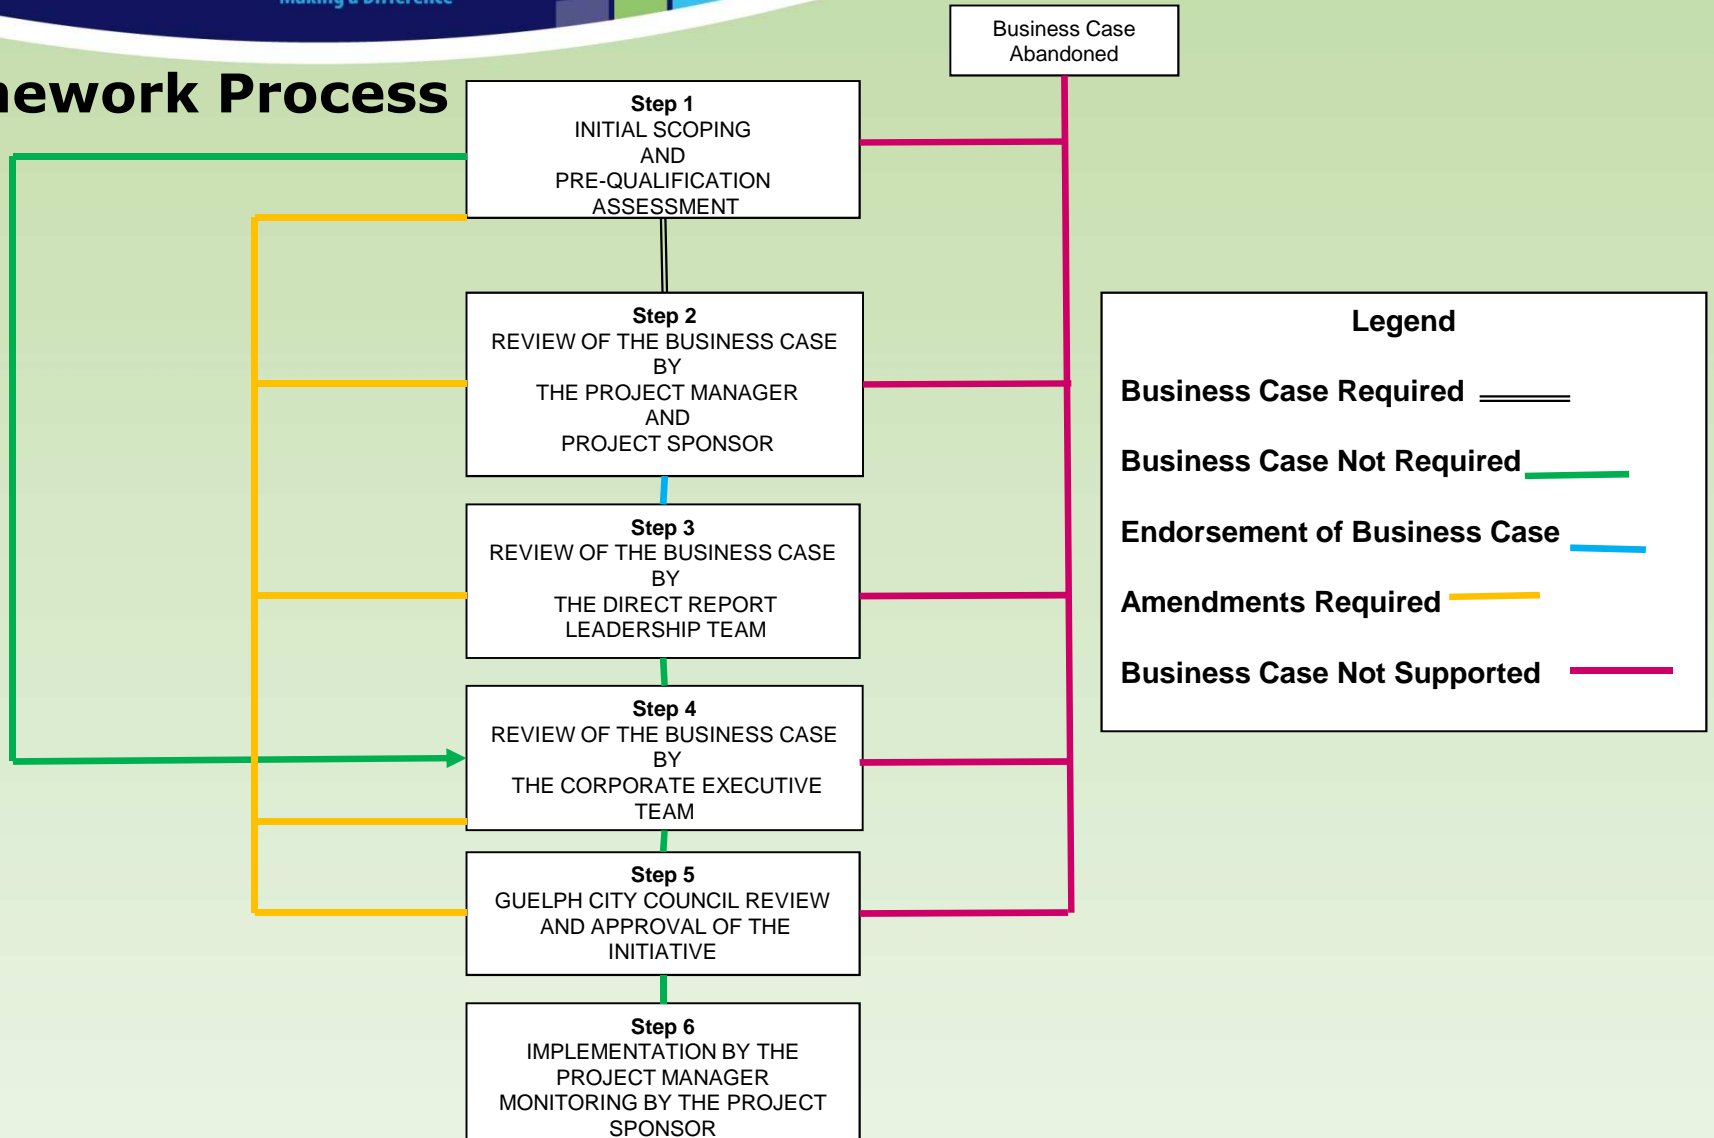 Making a Difference
Business Case
Abandoned
ework Process
Step 1
INITIAL SCOPING
AND
PRE-QUALIFICATION
ASSESSMENT
Step 2
REVIEW OF THE BUSINESS CASE
BY
THE PROJECT MANAGER
AND
PROJECT SPONSOR
Step 3
REVIEW OF THE BUSINESS CASE
BY
THE DIRECT REPORT
LEADERSHIP TEAM
Step 4
REVIEW OF THE BUSINESS CASE
BY
THE CORPORATE EXECUTIVE
TEAM
Step 5
GUELPH CITY COUNCIL REVIEW
AND APPROVAL OF THE
INITIATIVE
Step 6
IMPLEMENTATION BY THE
PROJECT MANAGER
MONITORING BY THE PROJECT
SPONSOR
Legend
Business Case Required
Business Case Not Required
Endorsement of Business Case
Amendments Required
Business Case Not Supported